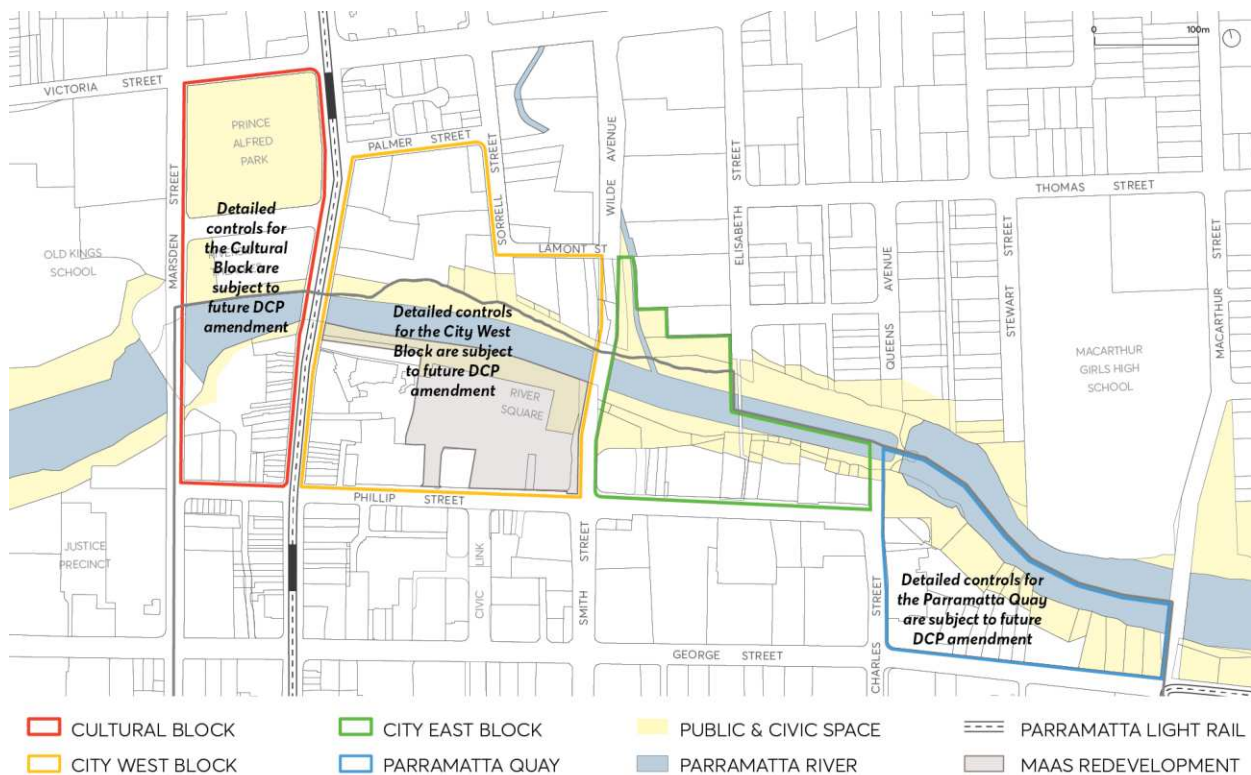 0 100m
VICTORIA STREET
PRINCE
ALFRED
PARK
PALMER STREET
SORRELL STREET
WILDE AVENUE
ELISABETH STREET
THOMAS STREET
MARSDEN STREET
OLD KINGS
SCHOOL
Detailed
controls for
the Cultural
Block are
subject to
future DCP
amendment
LAMONT ST
QUEENS AVENUE
STEWART STREET
MACARTHUR STREET
MACARTHUR
GIRLS HIGH
SCHOOL
Detailed controls
for the City West
Block are subject
to future DCP
amendment
RIVER
SQUARE
PHILLIP STREET
JUSTICE
PRECINCT
CIVIC LINK
SMITH STREET
GEORGE STREET
CHARLES STREET
Detailed controls for
the Parramatta Quay
are subject to future
DCP amendment
CULTURAL BLOCK
CITY EAST BLOCK
PUBLIC & CIVIC SPACE
PARRAMATTA LIGHT RAIL
CITY WEST BLOCK
PARRAMATTA QUAY
PARRAMATTA RIVER
MAAS REDEVELOPMENT